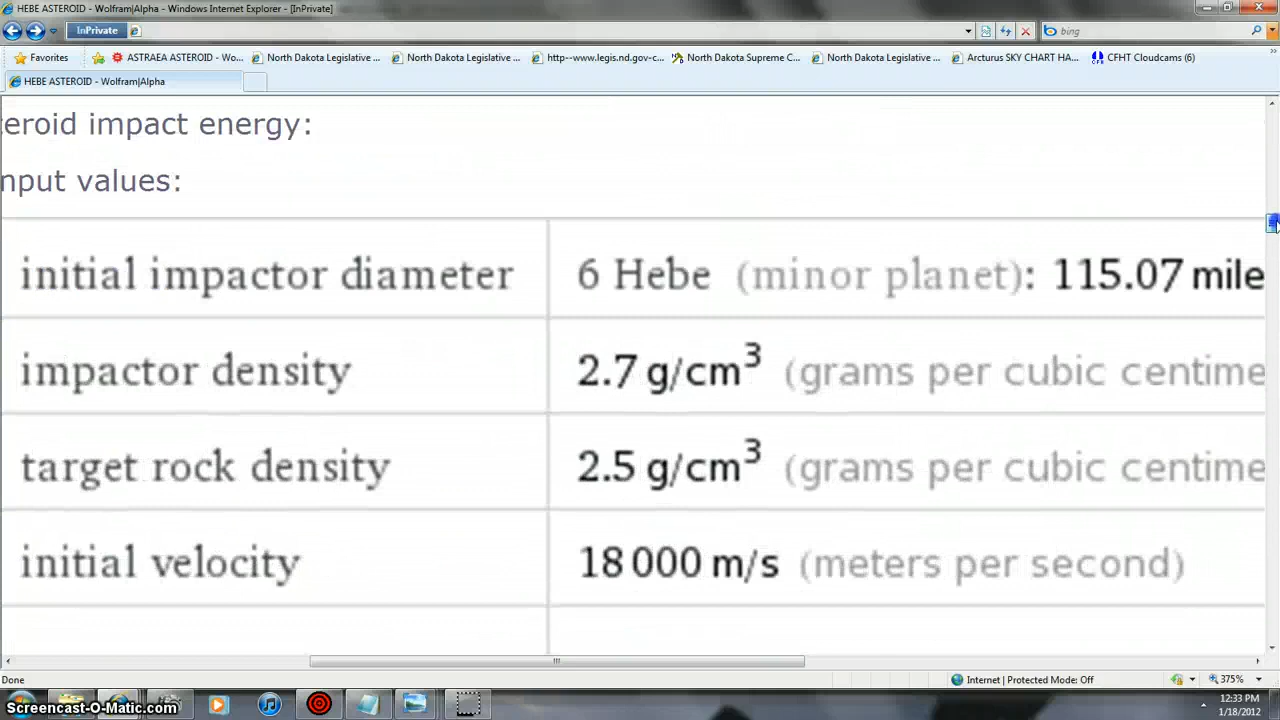 HEBE ASTEROID - Wolfram|Alpha - Windows Internet Explorer - [InPrivate]
InPrivate
bing
Favorites
ASTRAEA ASTEROID - Wo...
North Dakota Legislative ...
North Dakota Legislative ...
http--www.legis.nd.gov-c...
North Dakota Supreme C...
North Dakota Legislative ...
Arcturus SKY CHART HA...
CFHT Cloudcams (6)
HEBE ASTEROID - Wolfram|Alpha
teroid impact energy:
nput values:
initial impactor diameter 6 Hebe (minor planet): 115.07 mile
impactor density 2.7 g/cm³ (grams per cubic centime
target rock density 2.5 g/cm³ (grams per cubic centime
initial velocity 18 000 m/s (meters per second)
Done
Internet | Protected Mode: Off
375%
Screencast-O-Matic.com
12:33 PM
1/18/2012